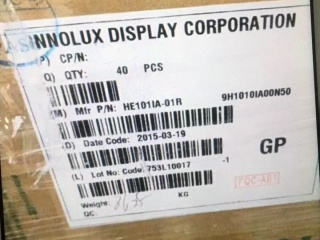 INNOLUX DISPLAY CORPORATION
(P) CP/N:
Q) QTY: 40 PCS
(M) Mfr P/N: HE101IA-01R 9H1010IA00N50
(D) Date Code: 2015-03-19
GP
(L) Lot No: Code: 753L10017 -1
Weight: KG
QC: